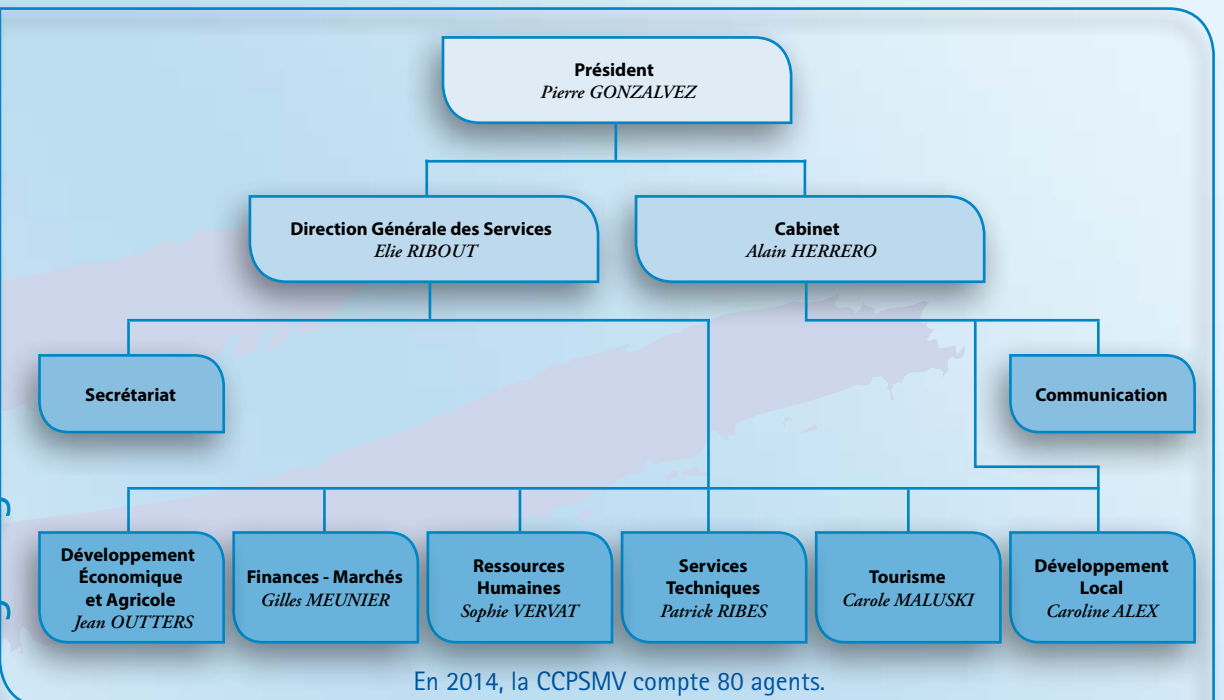 Président
Pierre GONZALVEZ
Direction Générale des Services
Elie RIBOUT
Cabinet
Alain HERRERO
Secrétariat
Communication
Développement
Économique
et Agricole
Jean OUTTERS
Finances - Marchés
Gilles MEUNIER
Ressources
Humaines
Sophie VERVAT
Services
Techniques
Patrick RIBES
Tourisme
Carole MALUSKI
Développement
Local
Caroline ALEX
En 2014, la CCPSMV compte 80 agents.